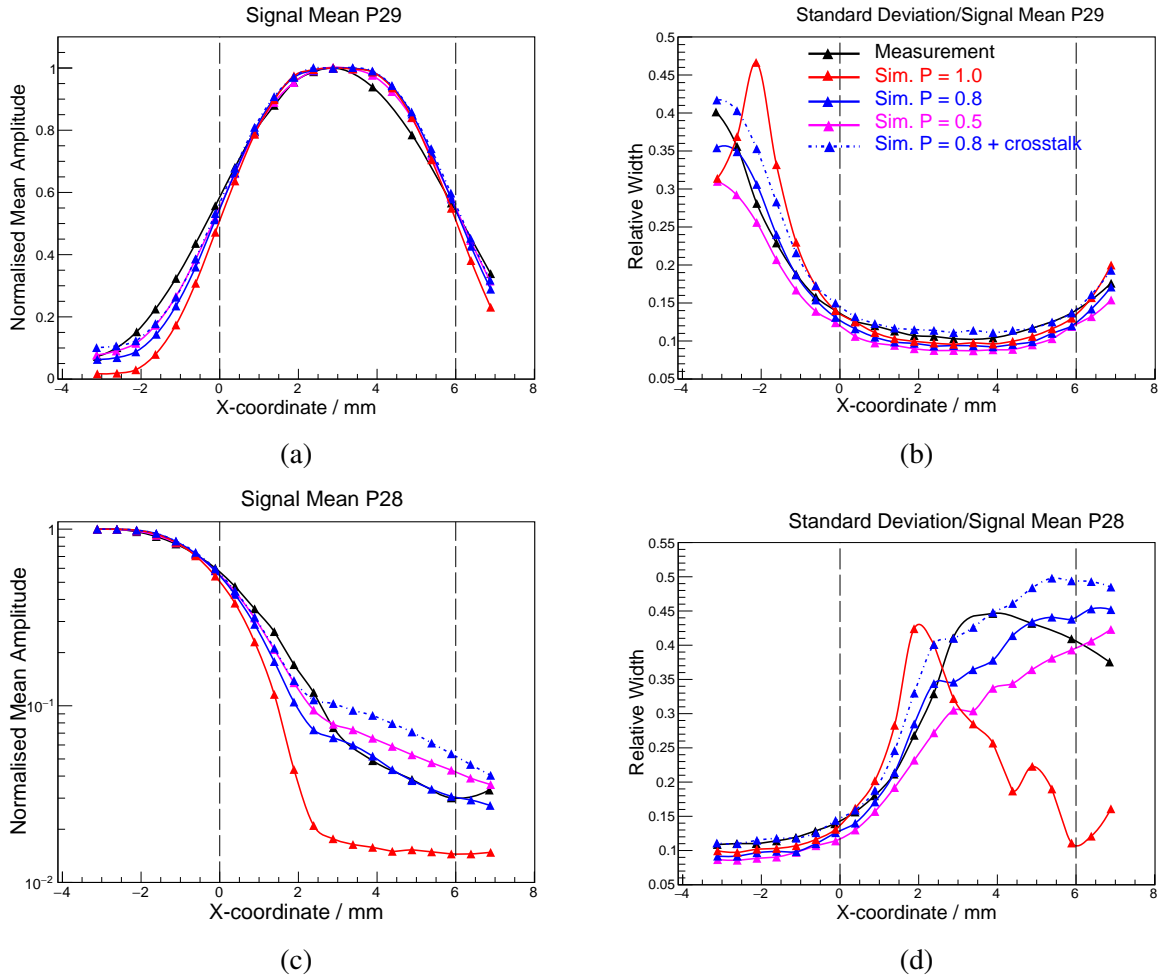 Signal Mean P29
Normalised Mean Amplitude
1
0.8
0.6
0.4
0.2
0
−4 −2 0 2 4 6 8
X-coordinate / mm
(a)
Standard Deviation/Signal Mean P29
Relative Width
0.5
0.45
0.4
0.35
0.3
0.25
0.2
0.15
0.1
0.05
Measurement
Sim. P = 1.0
Sim. P = 0.8
Sim. P = 0.5
Sim. P = 0.8 + crosstalk
−4 −2 0 2 4 6 8
X-coordinate / mm
(b)
Signal Mean P28
Normalised Mean Amplitude
1
10−1
10−2
−4 −2 0 2 4 6 8
X-coordinate / mm
(c)
Standard Deviation/Signal Mean P28
Relative Width
0.55
0.5
0.45
0.4
0.35
0.3
0.25
0.2
0.15
0.1
0.05
−4 −2 0 2 4 6 8
X-coordinate / mm
(d)